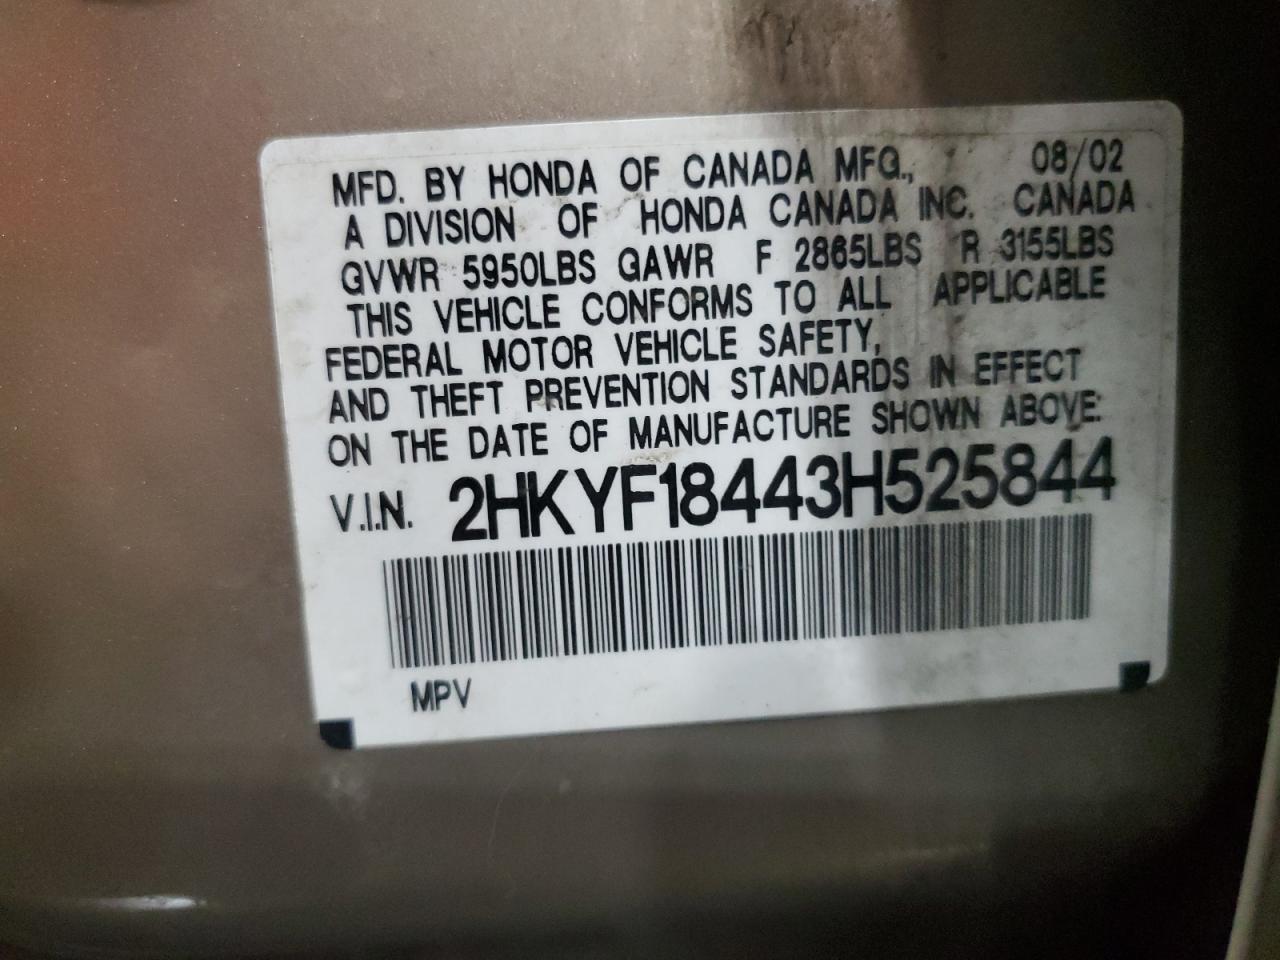 MFD. BY HONDA OF CANADA MFG., 08/02
A DIVISION OF HONDA CANADA INC. CANADA
GVWR 5950LBS GAWR F 2865LBS R 3155LBS
THIS VEHICLE CONFORMS TO ALL APPLICABLE
FEDERAL MOTOR VEHICLE SAFETY,
AND THEFT PREVENTION STANDARDS IN EFFECT
ON THE DATE OF MANUFACTURE SHOWN ABOVE:
V.I.N. 2HKYF18443H525844
MPV